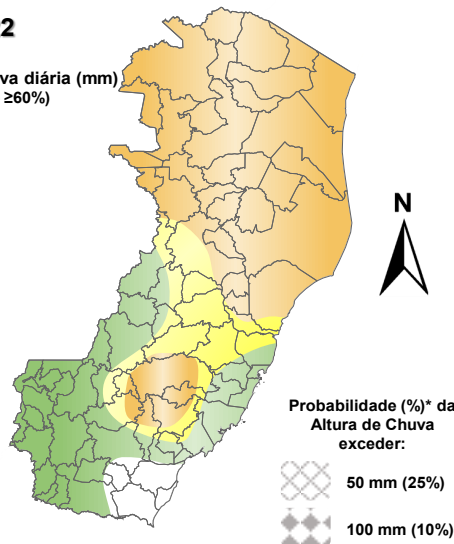 2
va diária (mm)
≥60%)
N
Probabilidade (%)* da
Altura de Chuva
exceder:
50 mm (25%)
100 mm (10%)